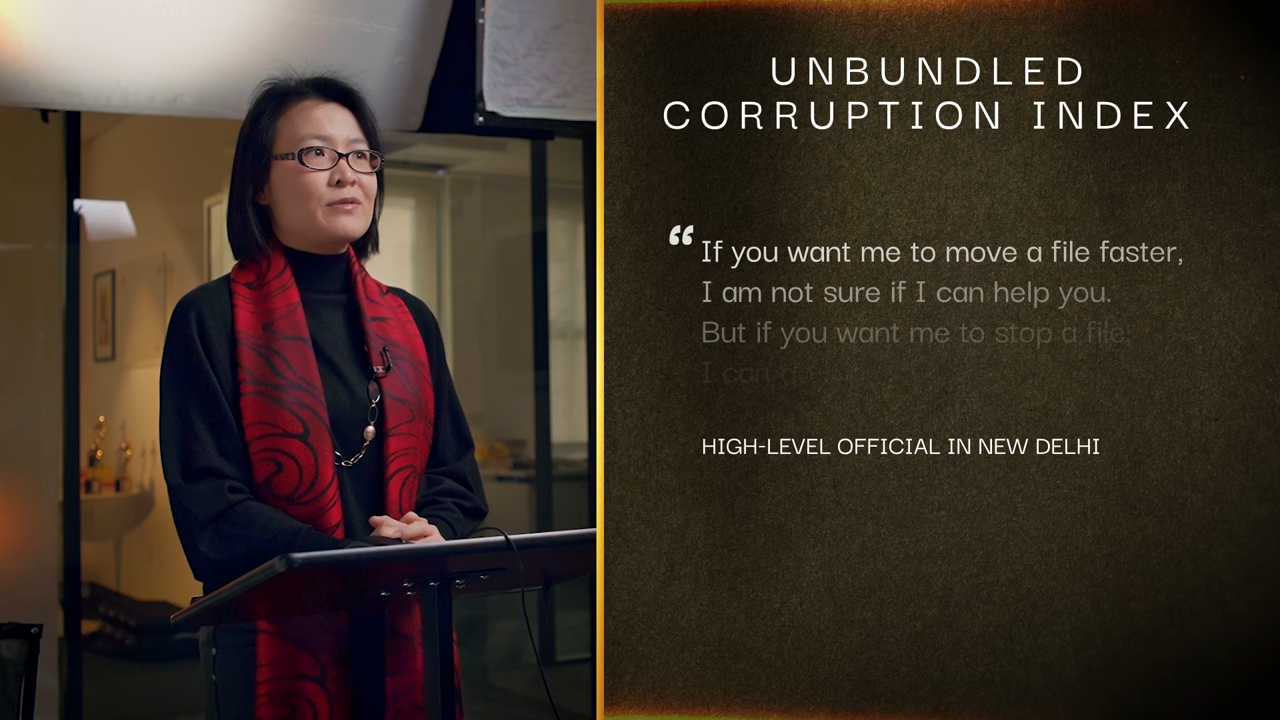 UNBUNDLED
CORRUPTION INDEX
“If you want me to move a file faster,
I am not sure if I can help you.
But if you want me to stop a file,
I can
HIGH-LEVEL OFFICIAL IN NEW DELHI